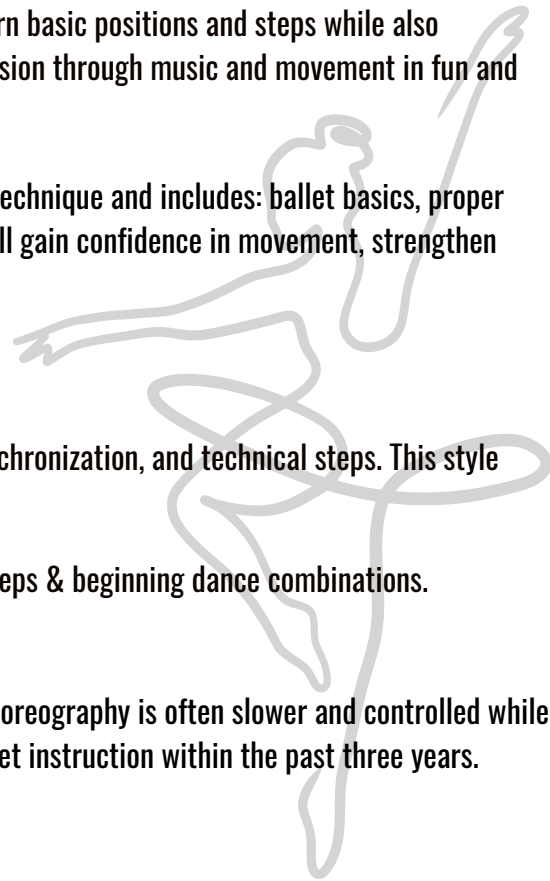 rn basic positions and steps while also
sion through music and movement in fun and
echnique and includes: ballet basics, proper
ll gain confidence in movement, strengthen
chronization, and technical steps. This style
eps & beginning dance combinations.
oreography is often slower and controlled while
et instruction within the past three years.